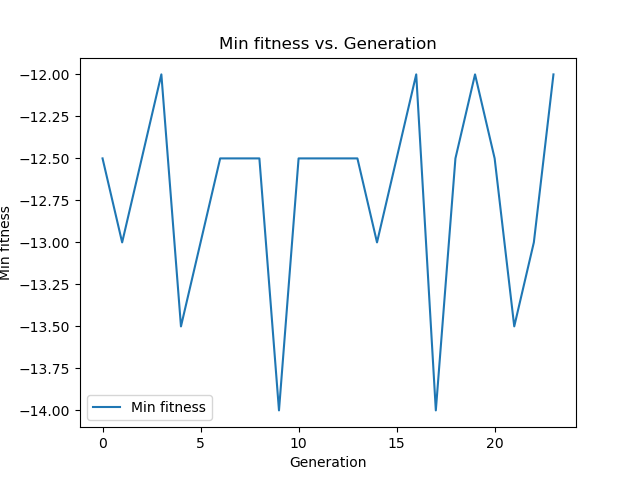 Min fitness vs. Generation
−12.00
−12.25
−12.50
−12.75
−13.00
−13.25
−13.50
−13.75
−14.00
Min fitness
Min fitness
0 5 10 15 20
Generation